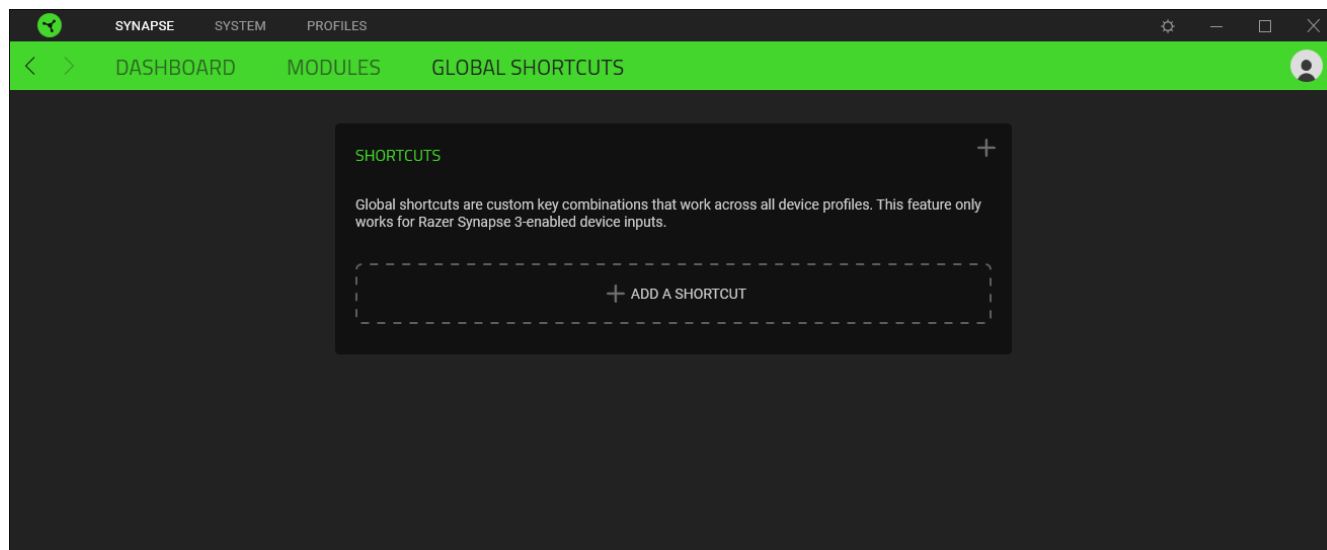 SYNAPSE SYSTEM PROFILES
DASHBOARD MODULES GLOBAL SHORTCUTS
SHORTCUTS
Global shortcuts are custom key combinations that work across all device profiles. This feature only
works for Razer Synapse 3-enabled device inputs.
ADD A SHORTCUT